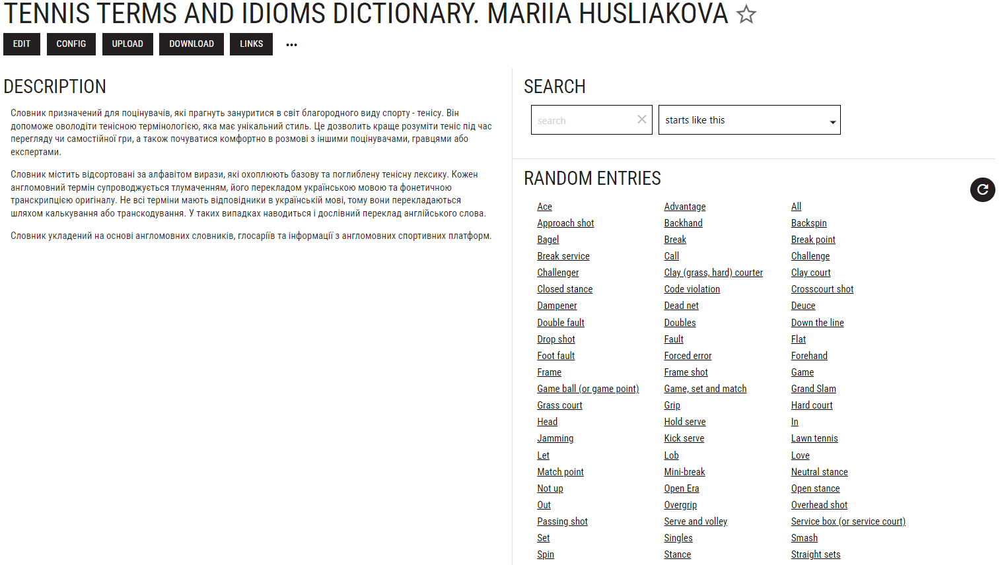 TENNIS TERMS AND IDIOMS DICTIONARY. MARIIA HUSLIAKOVA
EDIT CONFIG UPLOAD DOWNLOAD LINKS
DESCRIPTION
Словник призначений для поцінувачів, які прагнуть зануритися в світ благородного виду спорту - тенісу. Він
допоможе оволодіти тенісною термінологією, яка має унікальний стиль. Це дозволить краще розуміти теніс під час
перегляду чи самостійної гри, а також почуватися комфортно в розмові з іншими поцінувачами, гравцями або
експертами.
Словник містить відсортовані за алфавітом вирази, які охоплюють базову та поглиблену тенісну лексику. Кожен
англомовний термін супроводжується тлумаченням, його перекладом українською мовою та фонетичною
транскрипцією оригіналу. Не всі терміни мають відповідники в українській мові, тому вони перекладаються
шляхом калькування або транскодування. У таких випадках наводиться і дослівний переклад англійського слова.
Словник укладений на основі англомовних словників, глосаріїв та інформації з англомовних спортивних платформ.
SEARCH
search starts like this
RANDOM ENTRIES
Ace Advantage All
Approach shot Backhand Backspin
Bagel Break Break point
Break service Call Challenge
Challenger Clay (grass, hard) courter Clay court
Closed stance Code violation Crosscourt shot
Dampener Dead net Deuce
Double fault Doubles Down the line
Drop shot Fault Flat
Foot fault Forced error Forehand
Frame Frame shot Game
Game ball (or game point) Game, set and match Grand Slam
Grass court Grip Hard court
Head Hold serve In
Jamming Kick serve Lawn tennis
Let Lob Love
Match point Mini-break Neutral stance
Not up Open Era Open stance
Out Overgrip Overhead shot
Passing shot Serve and volley Service box (or service court)
Set Singles Smash
Spin Stance Straight sets